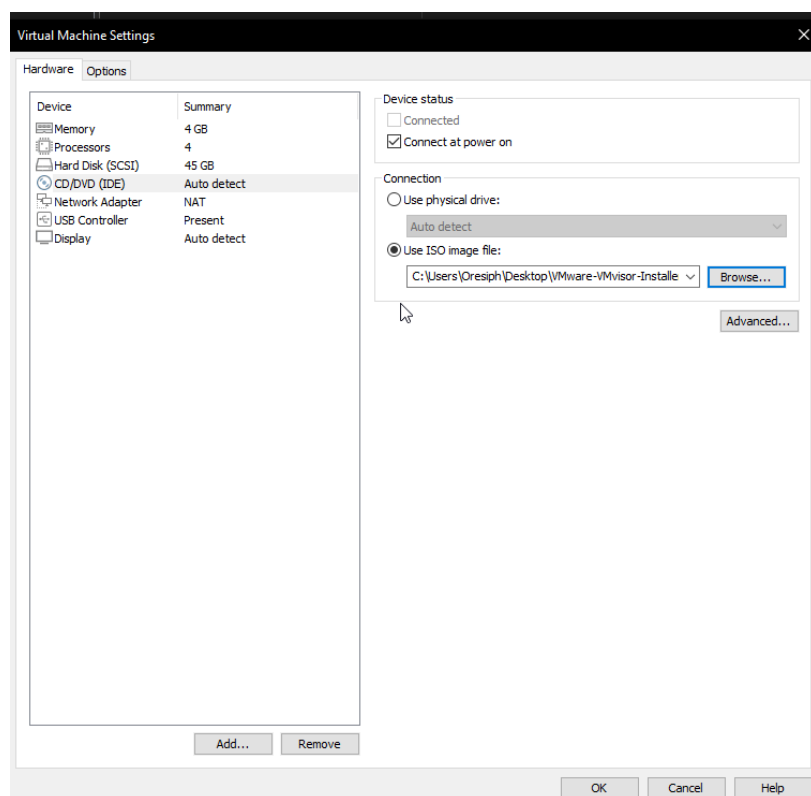 Virtual Machine Settings
Hardware Options
Device Summary
Memory 4 GB
Processors 4
Hard Disk (SCSI) 45 GB
CD/DVD (IDE) Auto detect
Network Adapter NAT
USB Controller Present
Display Auto detect
Add... Remove
Device status
Connected
Connect at power on
Connection
Use physical drive:
Auto detect
Use ISO image file:
C:\Users\Oresiph\Desktop\VMware-VMvisor-Installe Browse...
Advanced...
OK Cancel Help